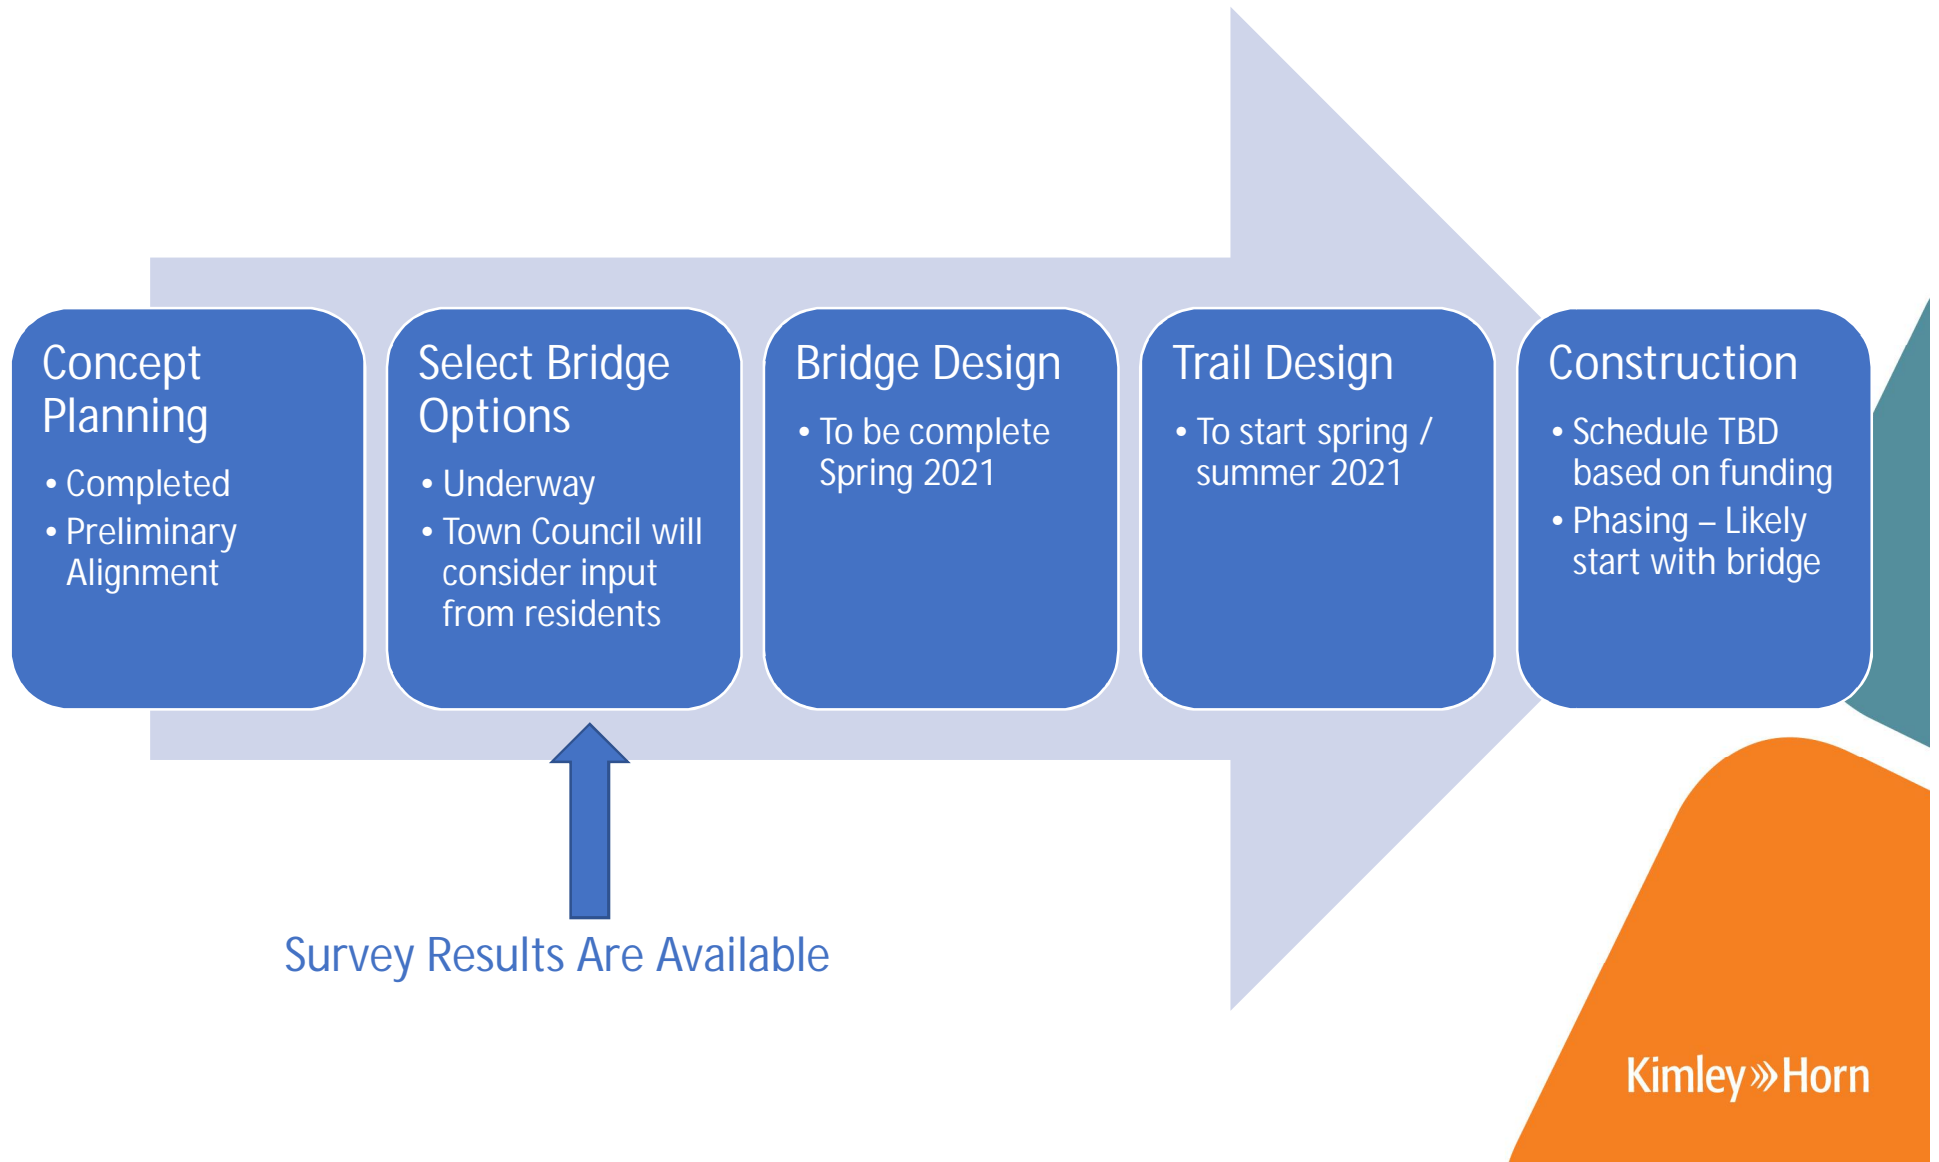 Concept
Planning
• Completed
• Preliminary
Alignment
Select Bridge
Options
• Underway
• Town Council will
consider input
from residents
Bridge Design
• To be complete
Spring 2021
Trail Design
• To start spring /
summer 2021
Construction
• Schedule TBD
based on funding
• Phasing – Likely
start with bridge
Survey Results Are Available
Kimley»Horn